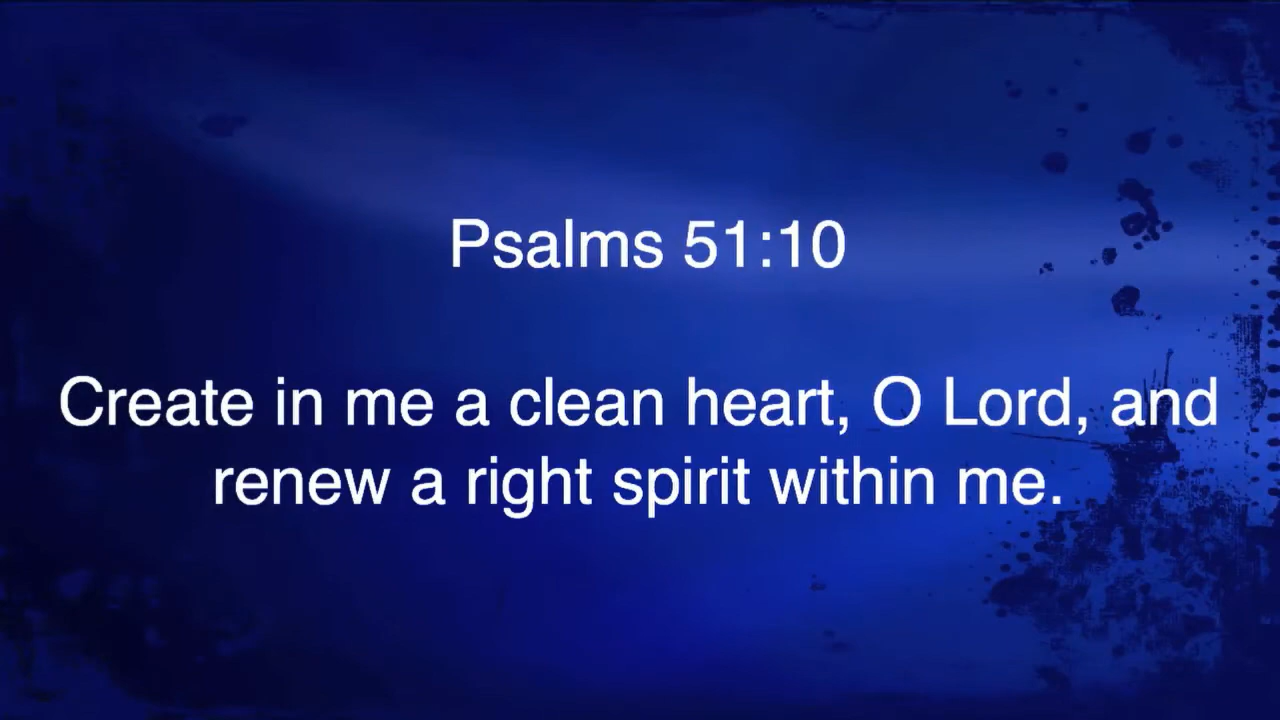 Psalms 51:10
Create in me a clean heart, O Lord, and
renew a right spirit within me.